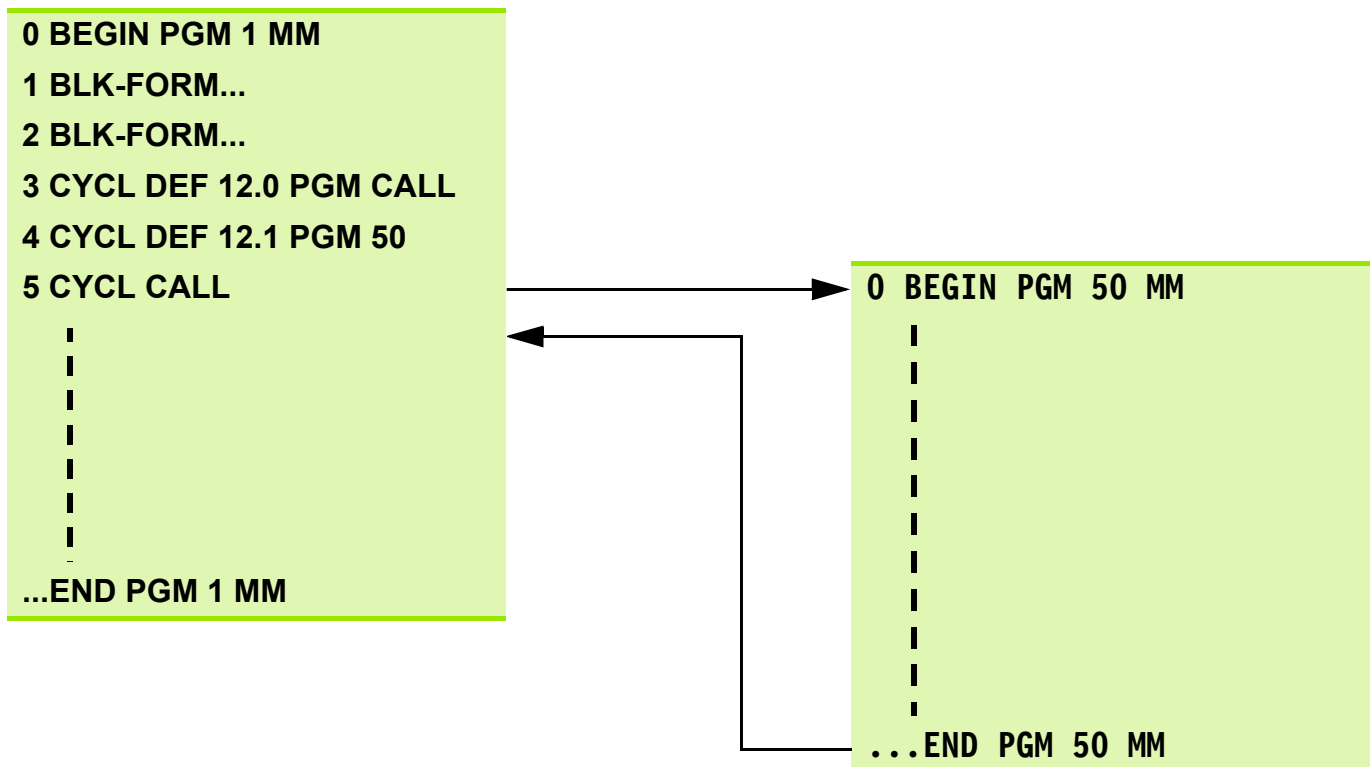 0 BEGIN PGM 1 MM
1 BLK-FORM...
2 BLK-FORM...
3 CYCL DEF 12.0 PGM CALL
4 CYCL DEF 12.1 PGM 50
5 CYCL CALL
...END PGM 1 MM
0 BEGIN PGM 50 MM
...END PGM 50 MM